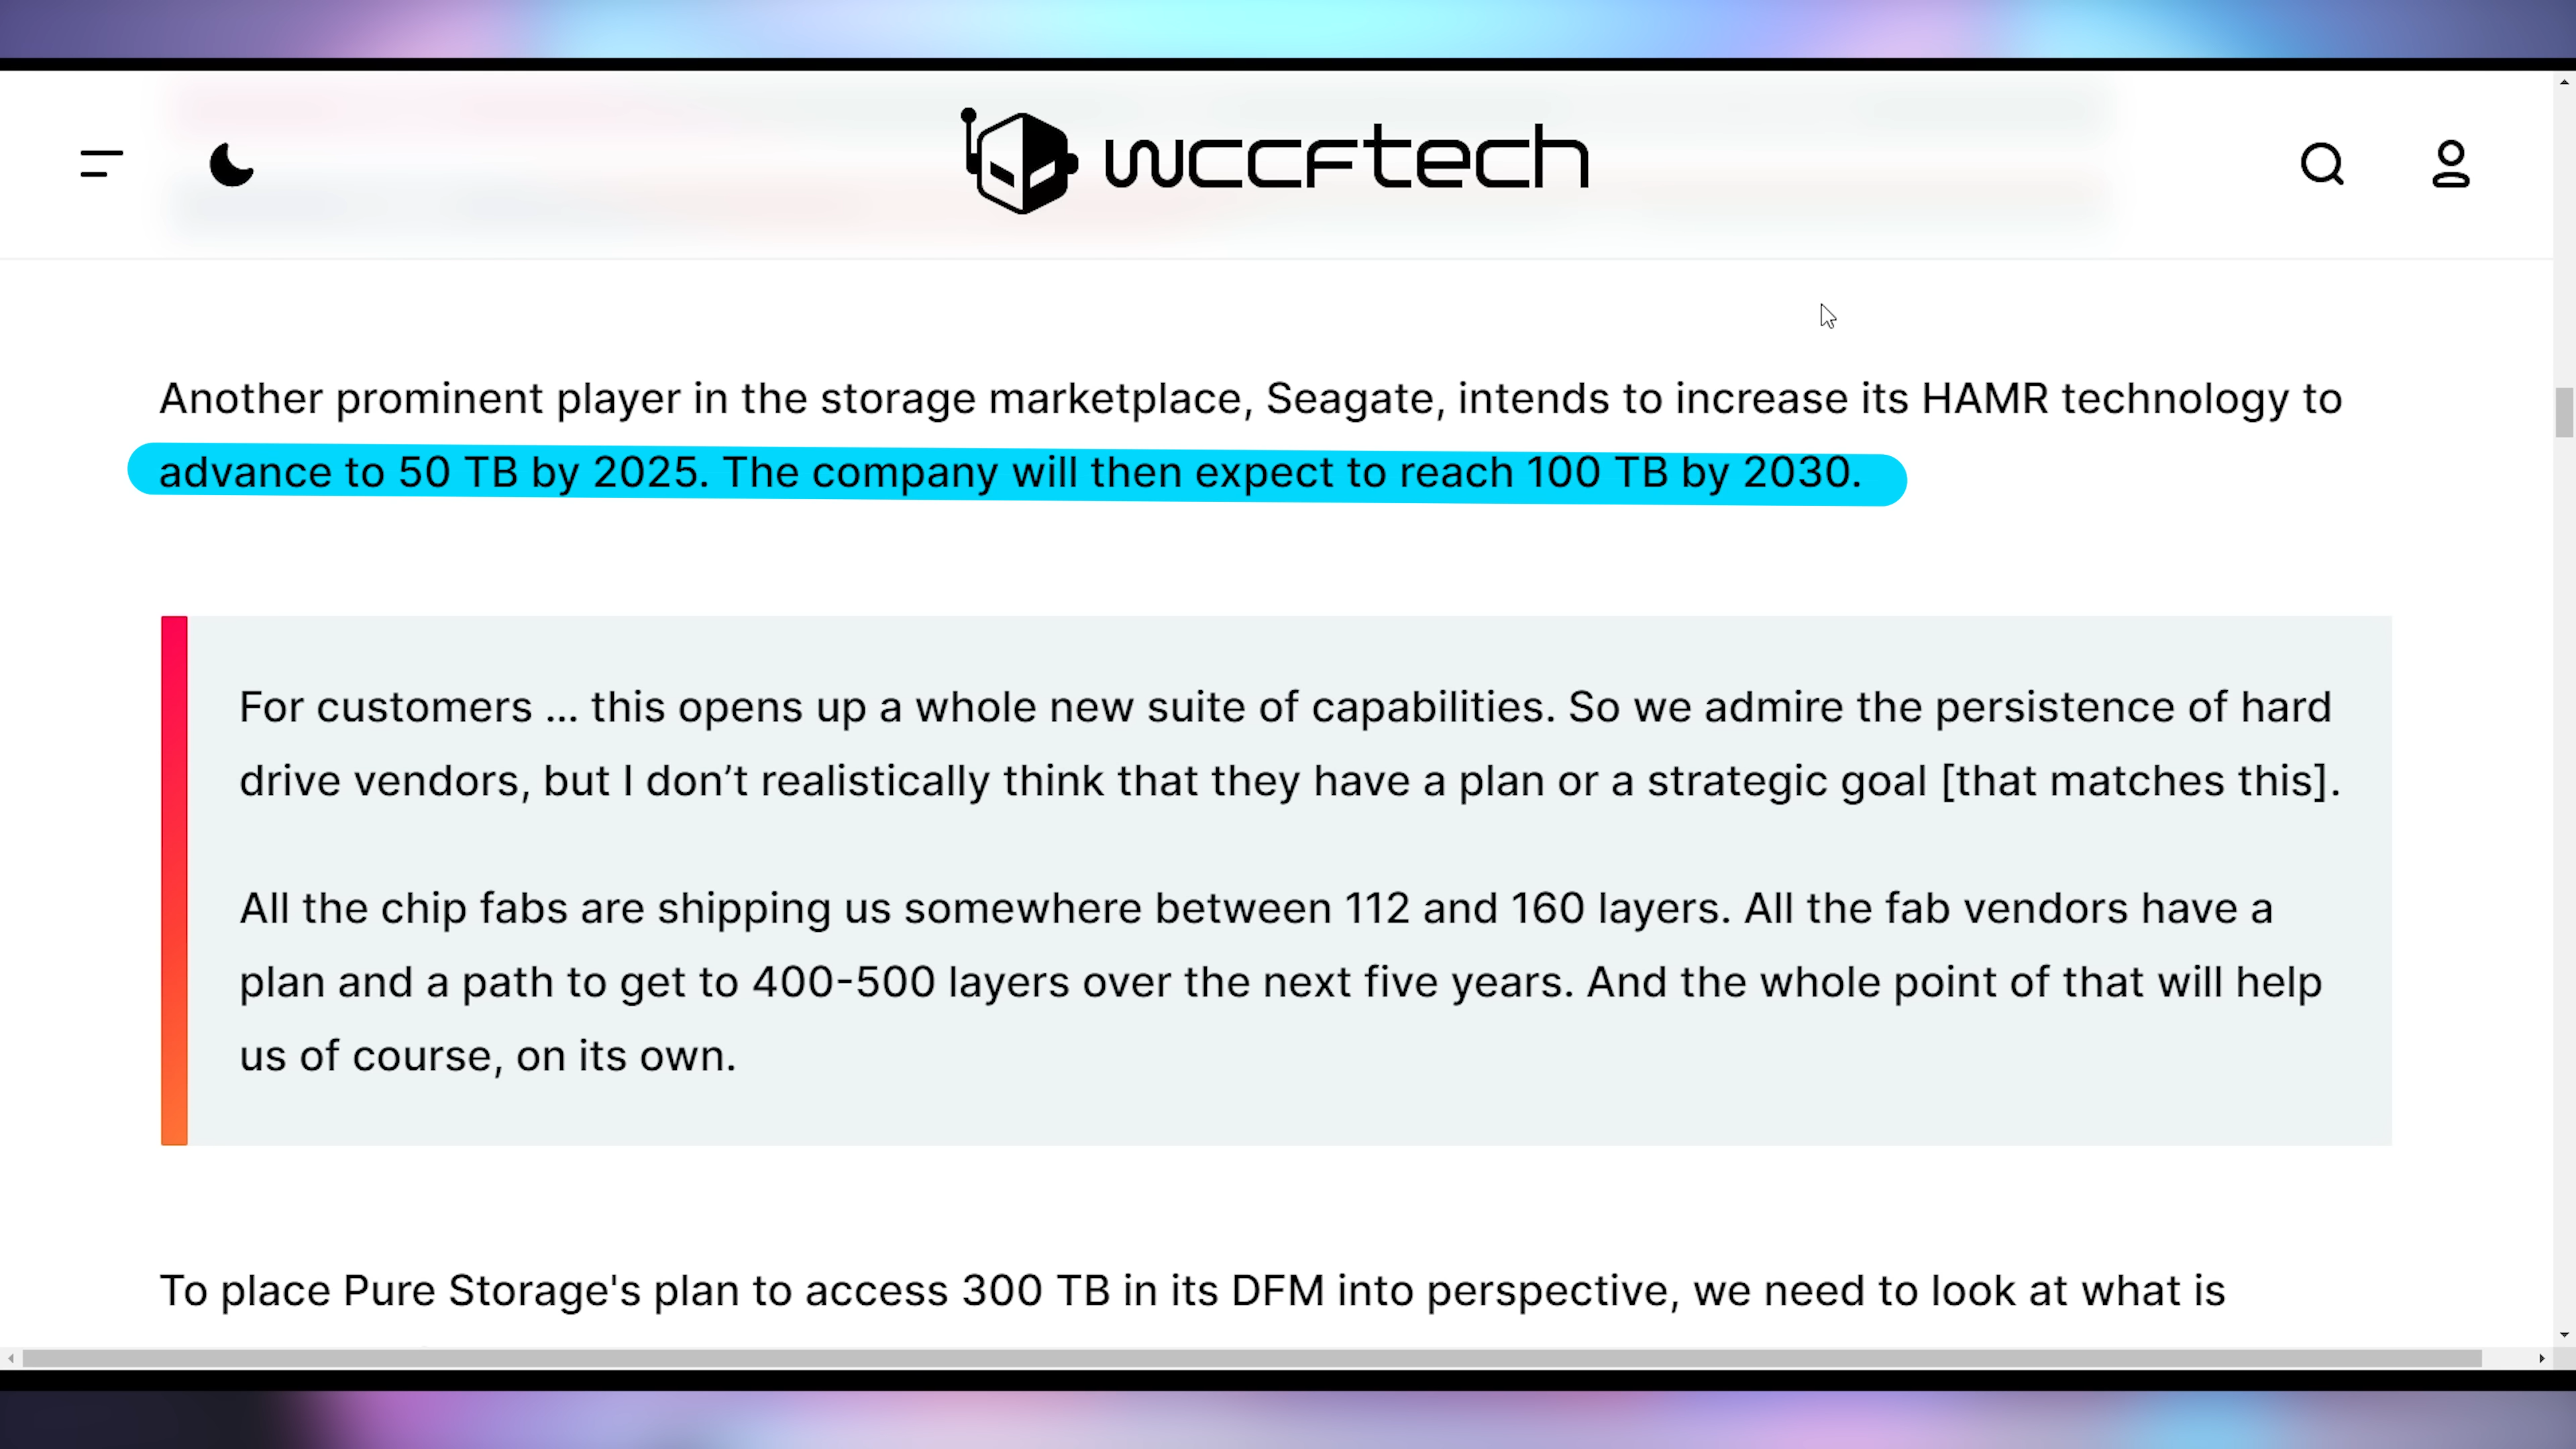 wccftech
Another prominent player in the storage marketplace, Seagate, intends to increase its HAMR technology to
advance to 50 TB by 2025. The company will then expect to reach 100 TB by 2030.
For customers ... this opens up a whole new suite of capabilities. So we admire the persistence of hard
drive vendors, but I don’t realistically think that they have a plan or a strategic goal [that matches this].
All the chip fabs are shipping us somewhere between 112 and 160 layers. All the fab vendors have a
plan and a path to get to 400-500 layers over the next five years. And the whole point of that will help
us of course, on its own.
To place Pure Storage's plan to access 300 TB in its DFM into perspective, we need to look at what is